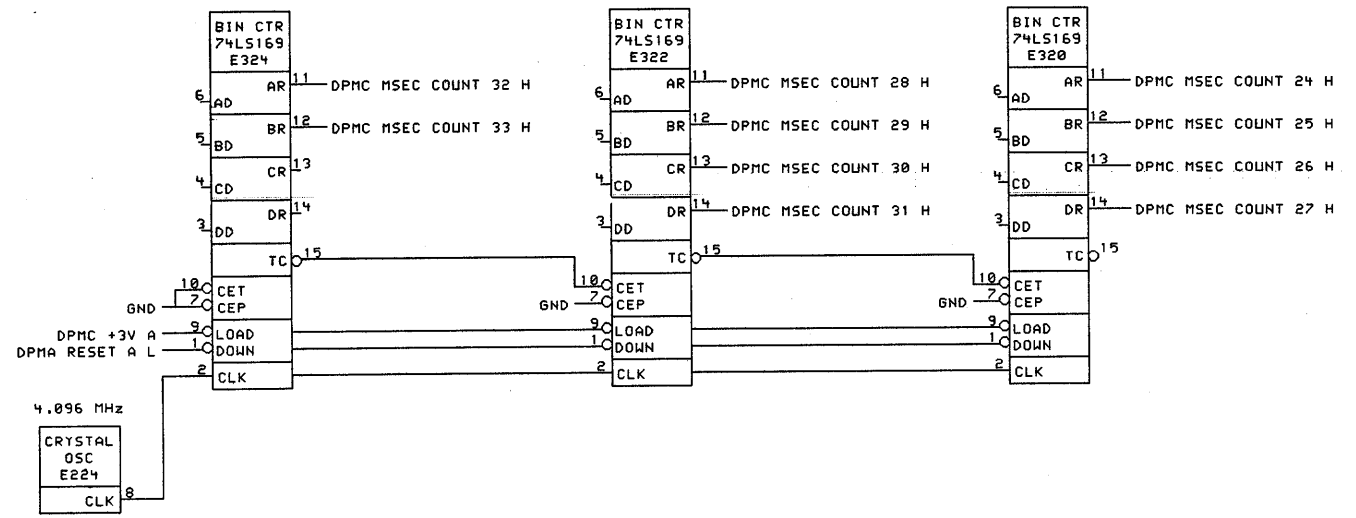 BIN CTR
74LS169
E324
AR 11 DPMC MSEC COUNT 32 H
6 AD
BR 12 DPMC MSEC COUNT 33 H
5 BD
CR 13
4 CD
DR 14
3 DD
TC 15
10 CET
GND 7 CEP
DPMC +3V A 9 LOAD
DPMA RESET A L 1 DOWN
2 CLK
4.096 MHz
CRYSTAL
OSC
E224
CLK 8
BIN CTR
74LS169
E322
AR 11 DPMC MSEC COUNT 28 H
6 AD
BR 12 DPMC MSEC COUNT 29 H
5 BD
CR 13 DPMC MSEC COUNT 30 H
4 CD
DR 14 DPMC MSEC COUNT 31 H
3 DD
TC 15
10 CET
GND 7 CEP
9 LOAD
1 DOWN
2 CLK
BIN CTR
74LS169
E320
AR 11 DPMC MSEC COUNT 24 H
6 AD
BR 12 DPMC MSEC COUNT 25 H
5 BD
CR 13 DPMC MSEC COUNT 26 H
4 CD
DR 14 DPMC MSEC COUNT 27 H
3 DD
TC 15
10 CET
GND 7 CEP
9 LOAD
1 DOWN
2 CLK